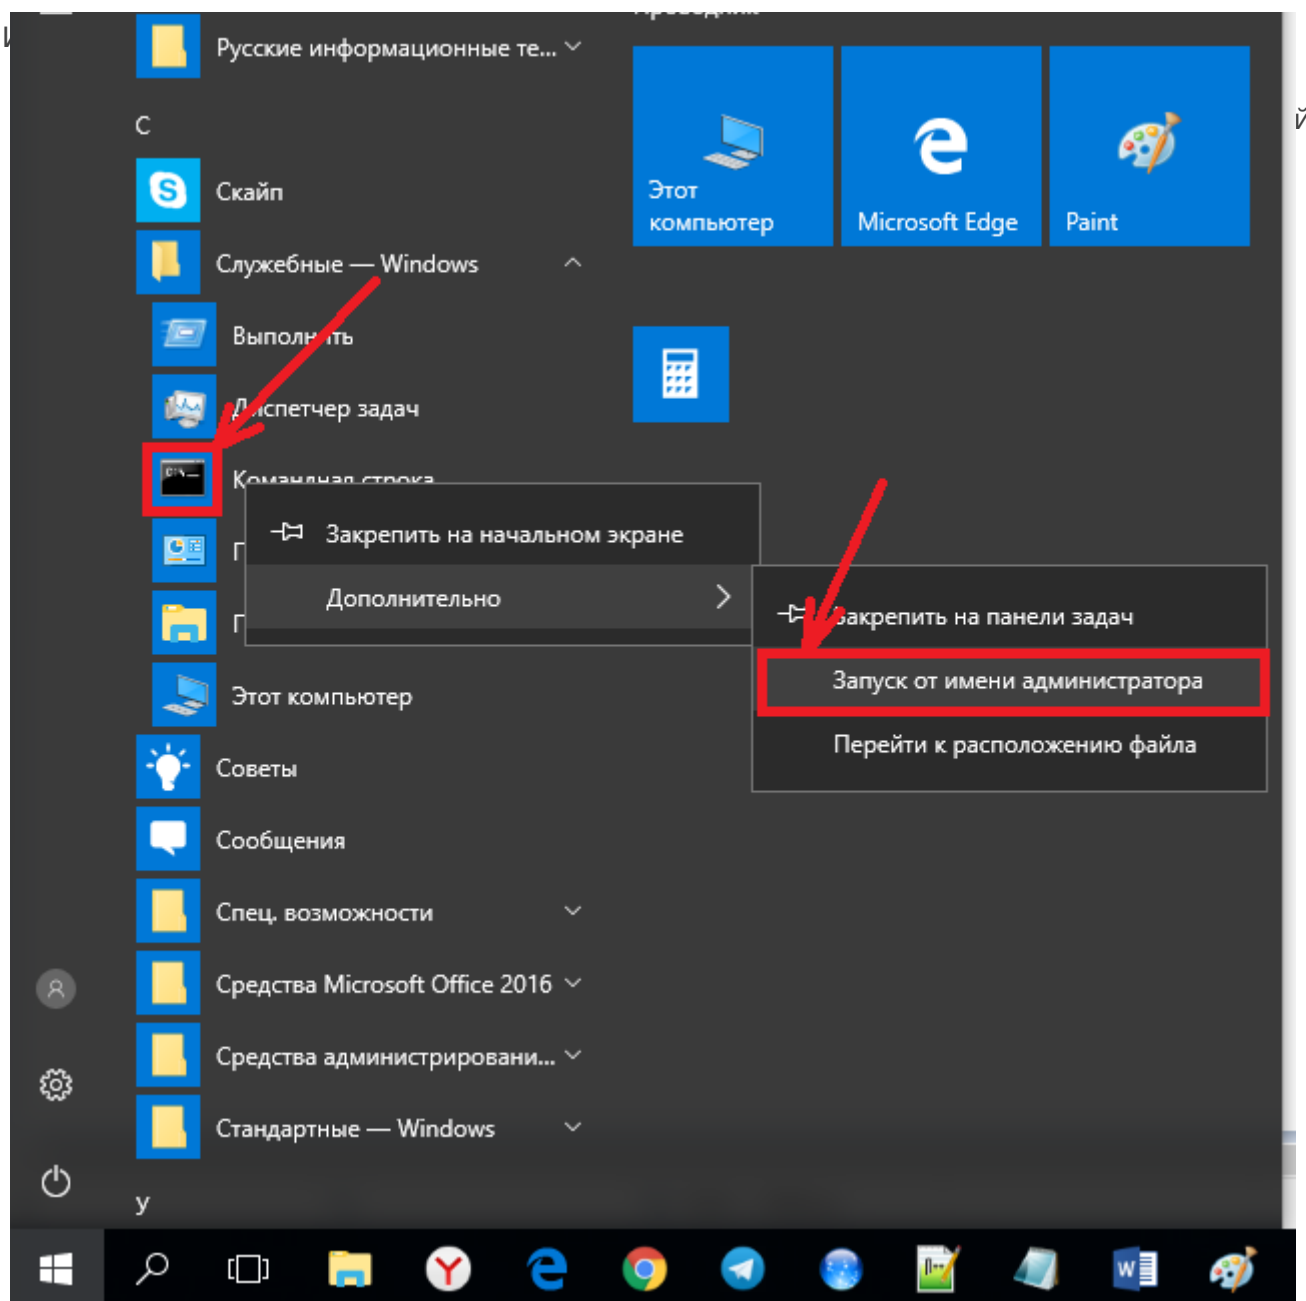 Русские информационные те...
С
Скайп
Служебные — Windows
Выполнить
Диспетчер задач
Командная строка
Закрепить на начальном экране
Дополнительно
Этот компьютер
Советы
Сообщения
Спец. возможности
Средства Microsoft Office 2016
Средства администрировани...
Стандартные — Windows
У
Проводник
Этот
компьютер
Microsoft Edge
Paint
Закрепить на панели задач
Запуск от имени администратора
Перейти к расположению файла